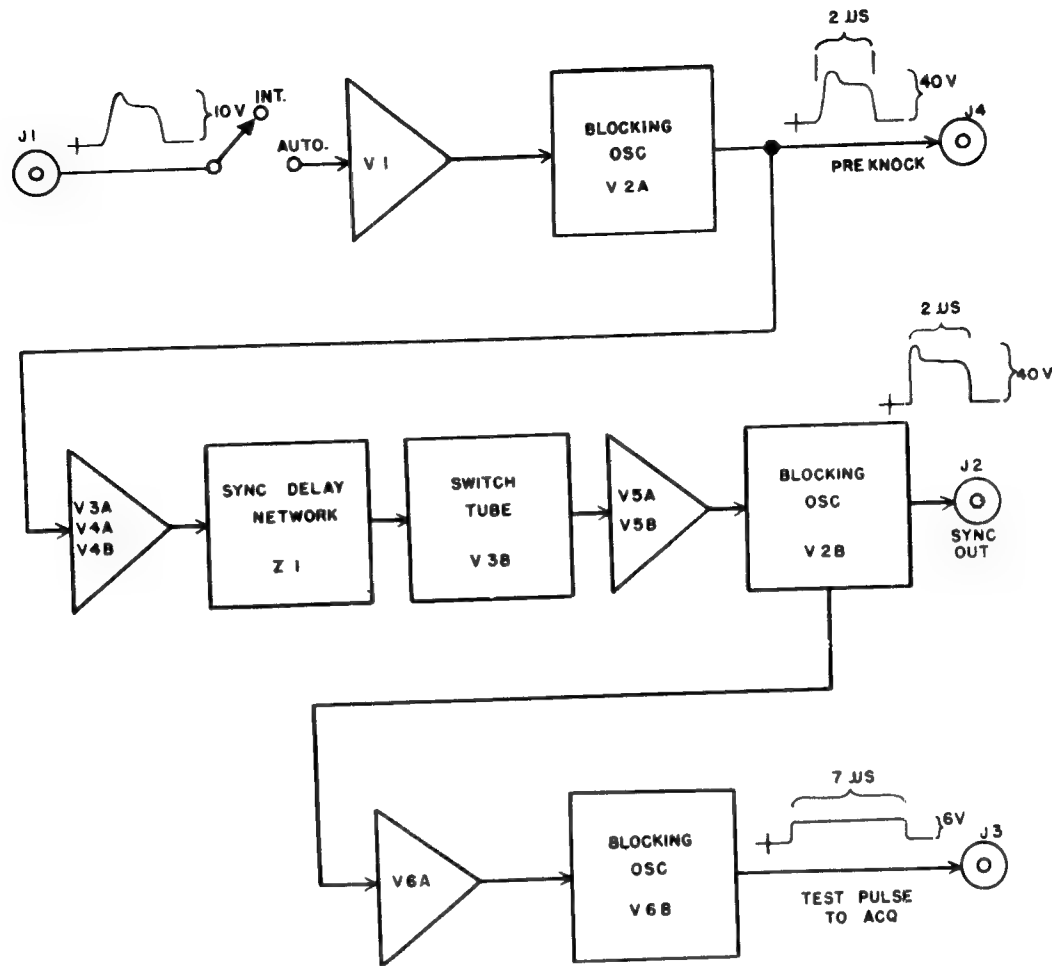 2 µS
40V
J4
10V
INT.
J1
AUTO.
V1
BLOCKING
OSC
V2A
PRE KNOCK
2 µS
40V
V3A
V4A
V4B
SYNC DELAY
NETWORK
Z1
SWITCH
TUBE
V3B
V5A
V5B
BLOCKING
OSC
V2B
J2
SYNC
OUT
7 µS
6V
J3
V6A
BLOCKING
OSC
V6B
TEST PULSE
TO ACQ